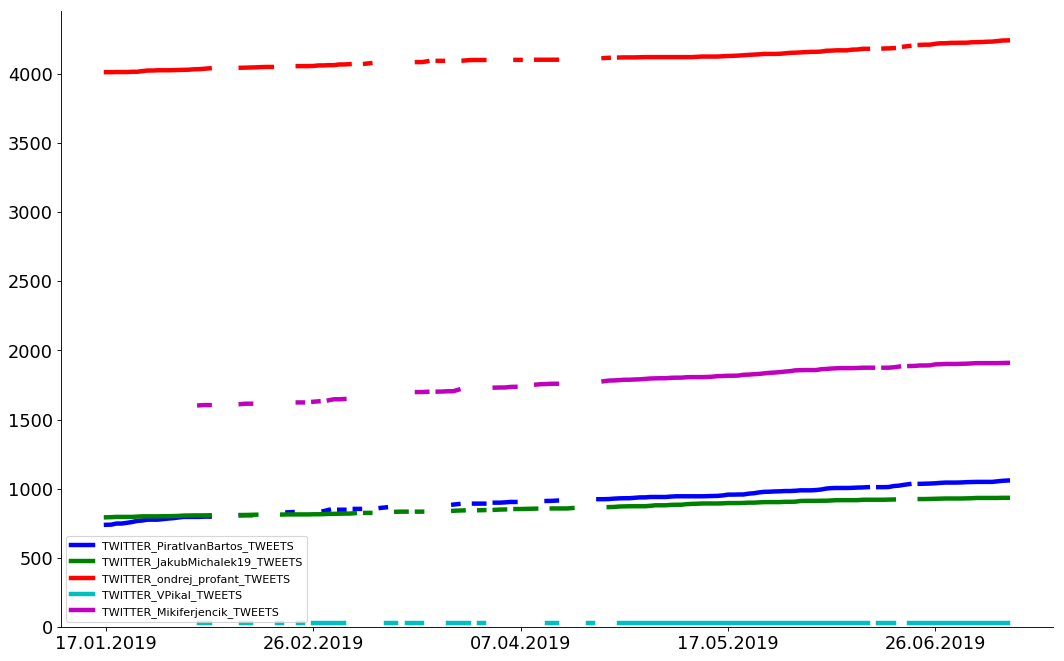 4000
3500
3000
2500
2000
1500
1000
500
0
TWITTER_PiratIvanBartos_TWEETS
TWITTER_JakubMichalek19_TWEETS
TWITTER_ondrej_profant_TWEETS
TWITTER_VPikal_TWEETS
TWITTER_Mikiferjencik_TWEETS
17.01.2019 26.02.2019 07.04.2019 17.05.2019 26.06.2019